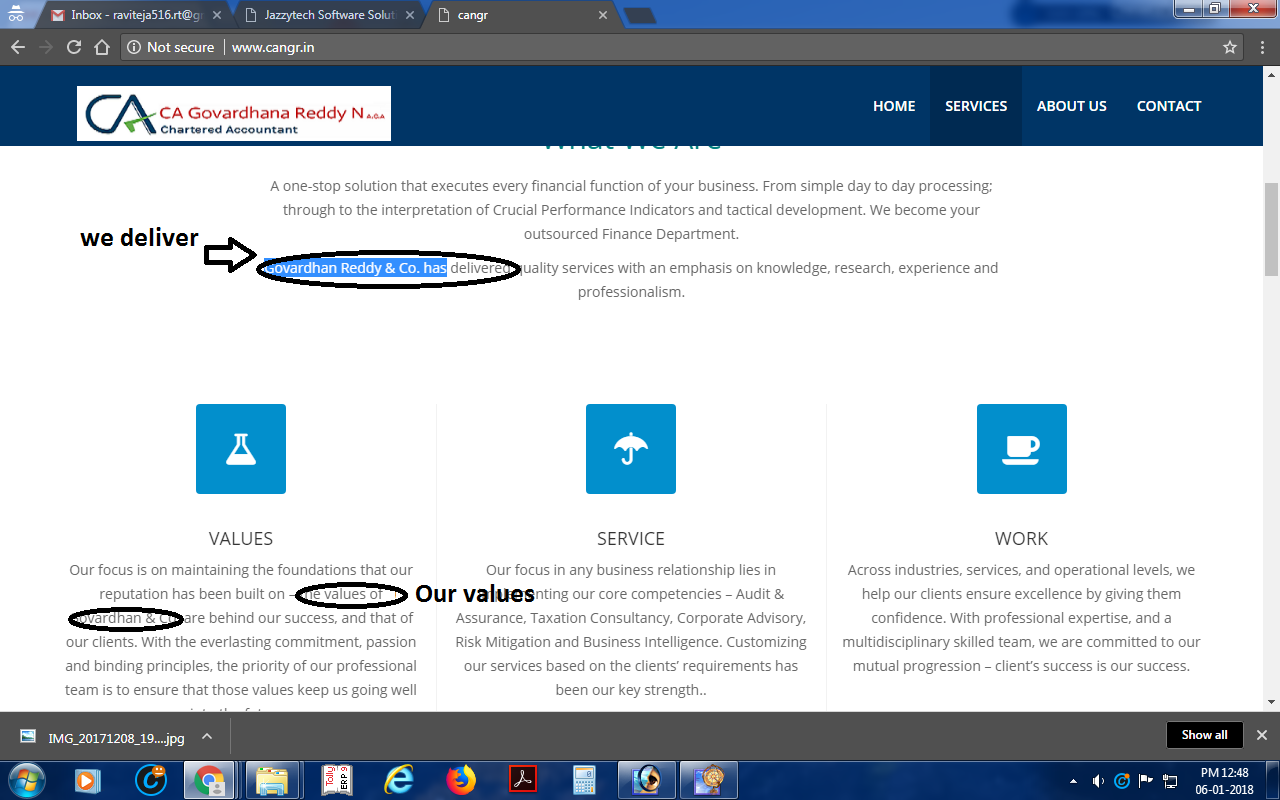 Inbox - raviteja516.rt@g
Jazzytech Software Solut
cangr
Not secure
www.cangr.in
CA Govardhana Reddy N A.C.A
Chartered Accountant
HOME
SERVICES
ABOUT US
CONTACT
What We Are
A one-stop solution that executes every financial function of your business. From simple day to day processing;
through to the interpretation of Crucial Performance Indicators and tactical development. We become your
outsourced Finance Department.
we deliver
Govardhan Reddy & Co. has delivered quality services with an emphasis on knowledge, research, experience and
professionalism.
VALUES
Our focus is on maintaining the foundations that our
reputation has been built on – the values of
Govardhan & Co are behind our success, and that of
our clients. With the everlasting commitment, passion
and binding principles, the priority of our professional
team is to ensure that those values keep us going well
into the
Our values
SERVICE
Our focus in any business relationship lies in
implementing our core competencies – Audit &
Assurance, Taxation Consultancy, Corporate Advisory,
Risk Mitigation and Business Intelligence. Customizing
our services based on the clients’ requirements has
been our key strength..
WORK
Across industries, services, and operational levels, we
help our clients ensure excellence by giving them
confidence. With professional expertise, and a
multidisciplinary skilled team, we are committed to our
mutual progression – client’s success is our success.
IMG_20171208_19....jpg
Show all
Tally
ERP 9
PM 12:48
06-01-2018